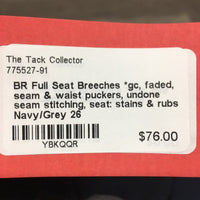 The Tack Collector
775527-91
BR Full Seat Breeches *gc, faded,
seam & waist puckers, undone
seam stitching, seat: stains & rubs
Navy/Grey 26
$76.00
YBKQQR